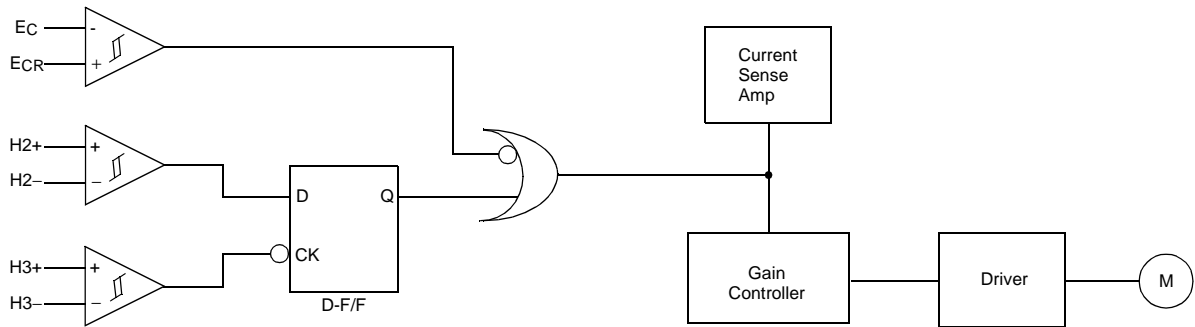 EC
-
ECR
+
Current
Sense
Amp
H2+
+
H2−
−
D
Q
CK
H3+
+
H3−
−
D-F/F
Gain
Controller
Driver
M